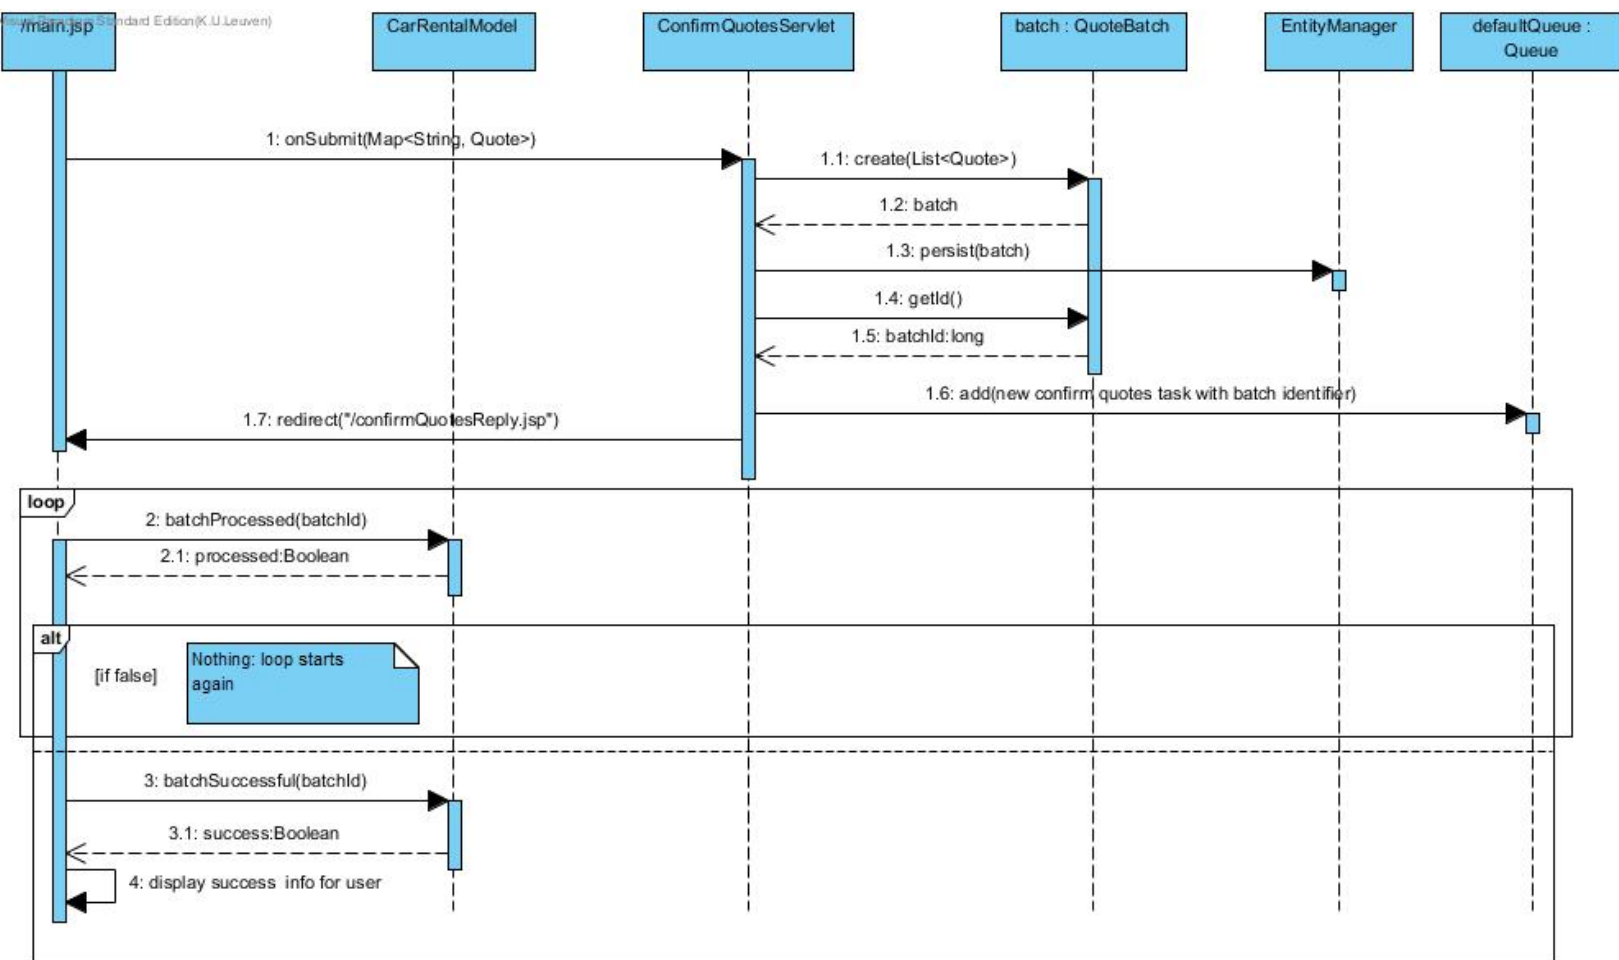 Visual Paradigm Standard Edition(K.U.Leuven)
/main.jsp
CarRentalModel
ConfirmQuotesServlet
batch : QuoteBatch
EntityManager
defaultQueue :
Queue
1: onSubmit(Map<String, Quote>)
1.1: create(List<Quote>)
1.2: batch
1.3: persist(batch)
1.4: getId()
1.5: batchId:long
1.6: add(new confirm quotes task with batch identifier)
1.7: redirect("/confirmQuotesReply.jsp")
loop
2: batchProcessed(batchId)
2.1: processed:Boolean
alt
[if false]
Nothing: loop starts
again
3: batchSuccessful(batchId)
3.1: success:Boolean
4: display success info for user